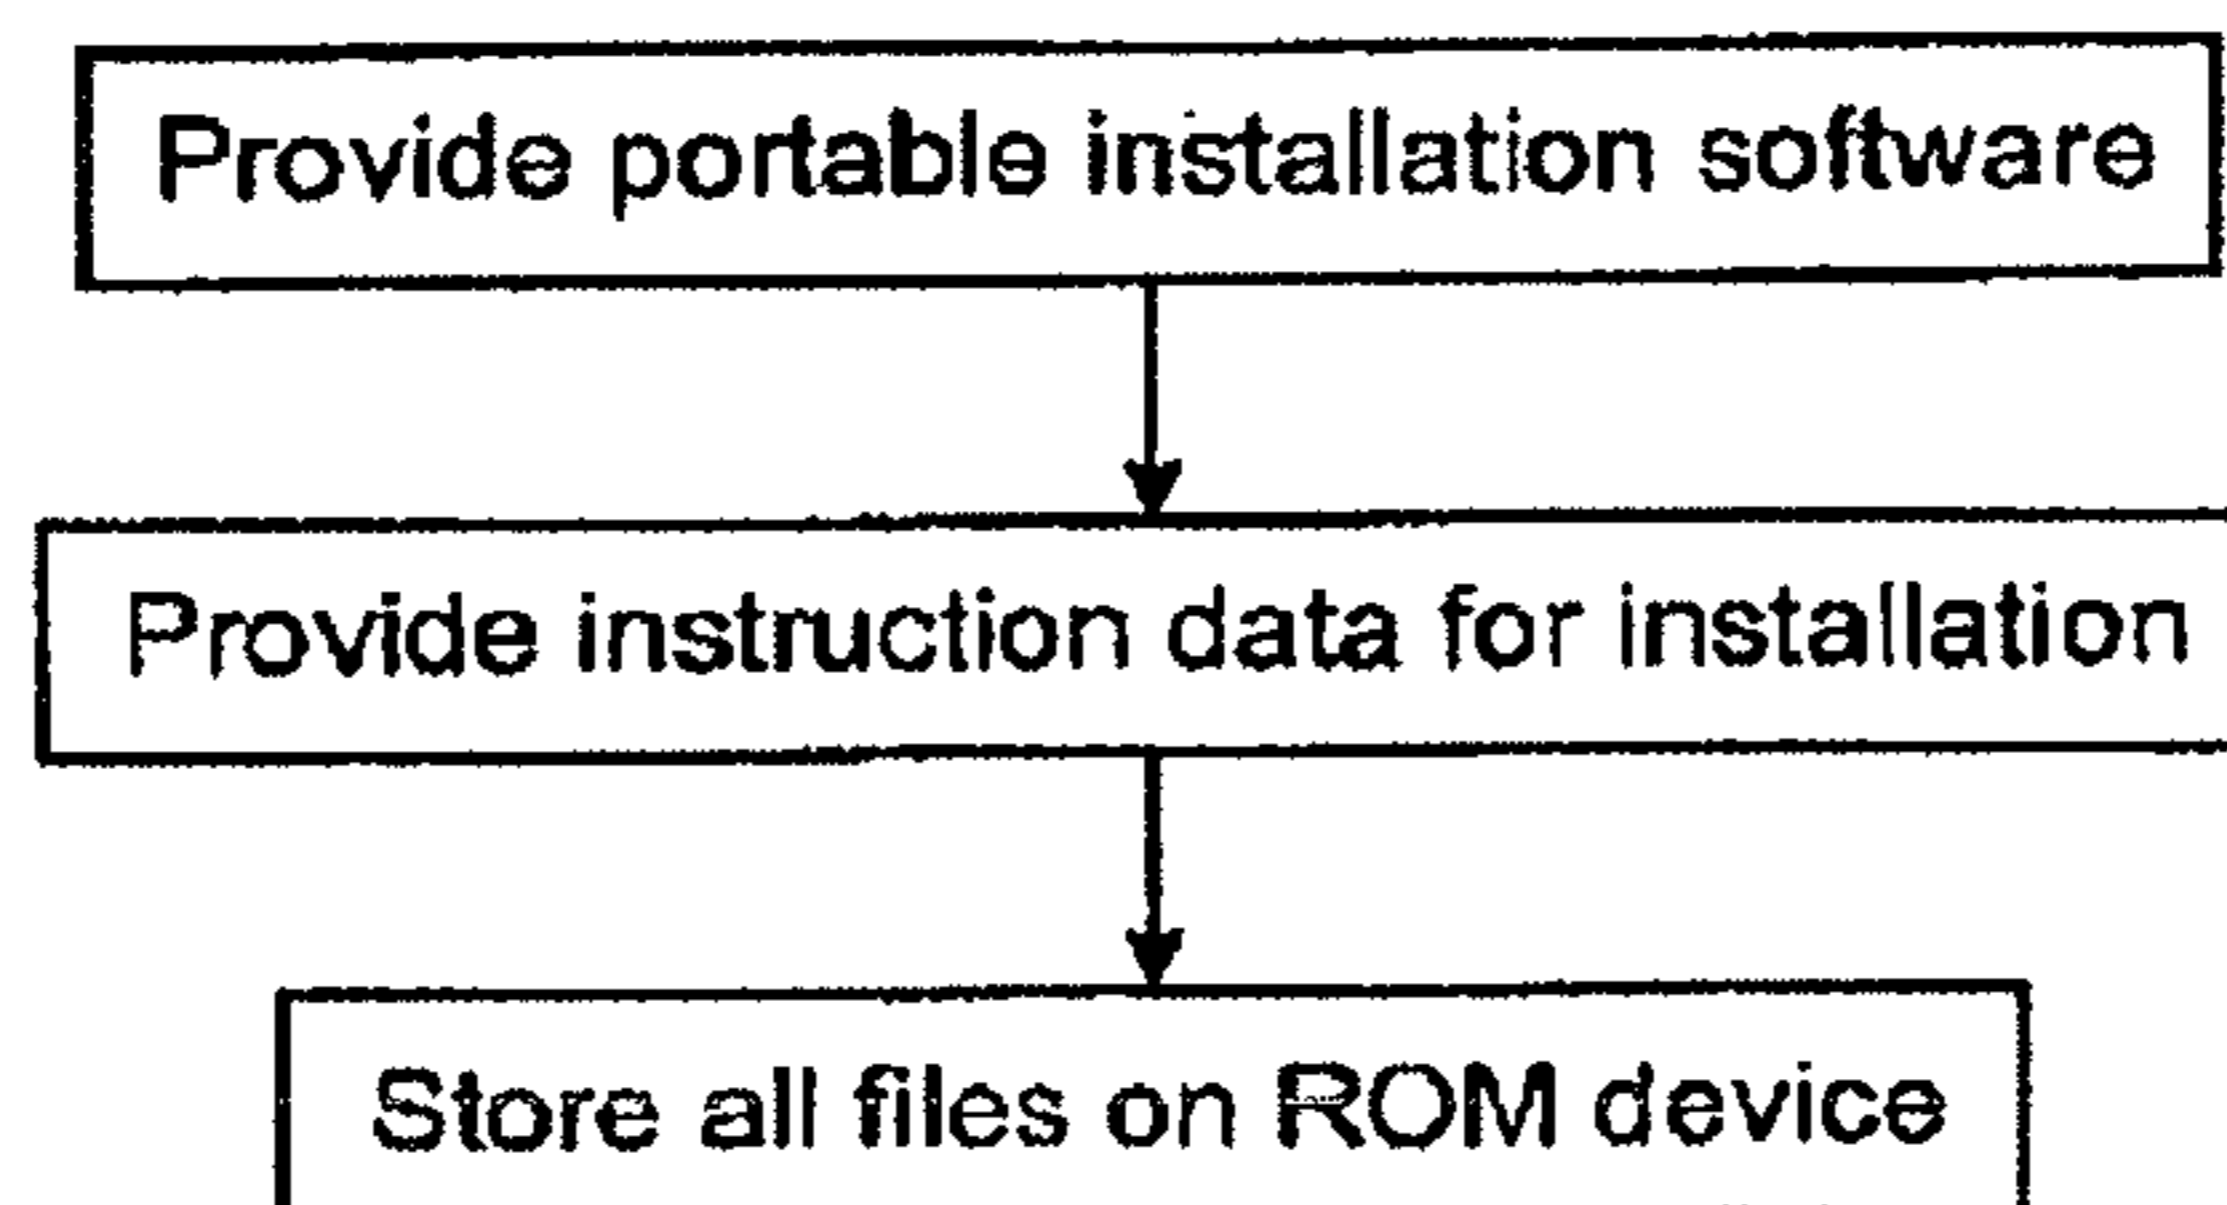 Provide portable installation software
Provide instruction data for installation
Store all files on ROM device